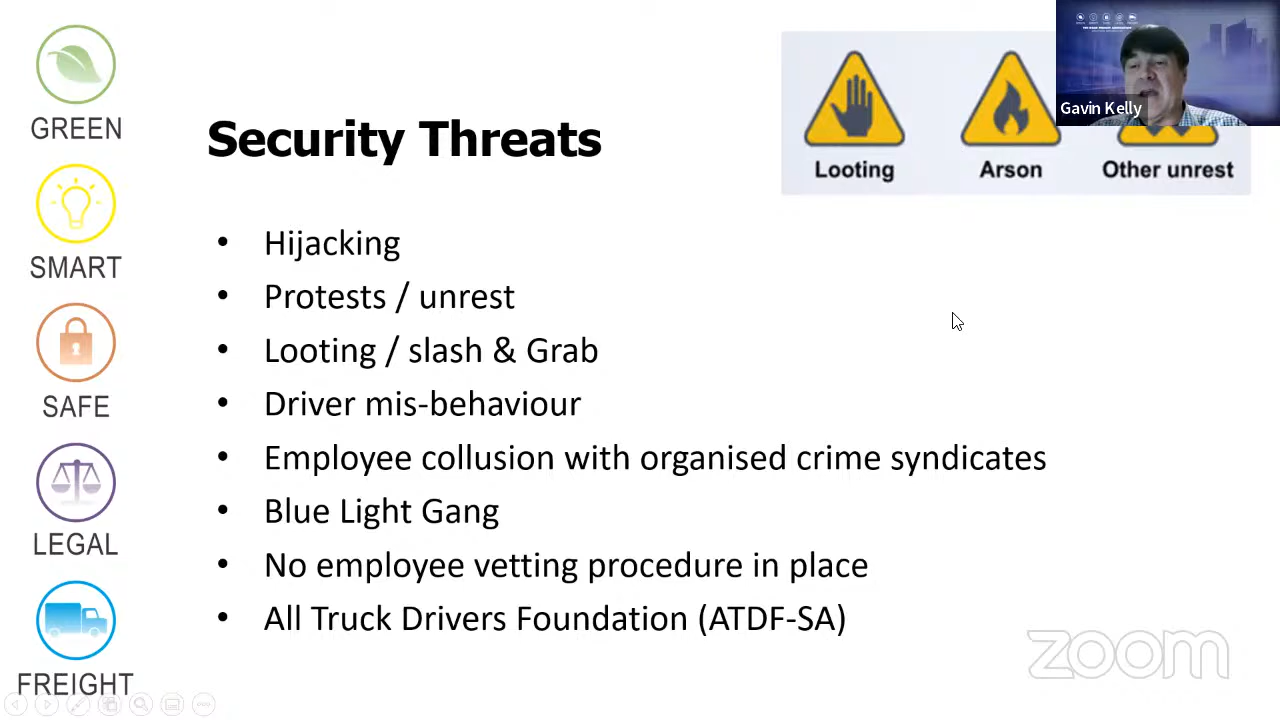 GREEN
SMART
SAFE
LEGAL
FREIGHT
Security Threats
Looting
Arson
Other unrest
Gavin Kelly
• Hijacking
• Protests / unrest
• Looting / slash & Grab
• Driver mis-behaviour
• Employee collusion with organised crime syndicates
• Blue Light Gang
• No employee vetting procedure in place
• All Truck Drivers Foundation (ATDF-SA)
zoom